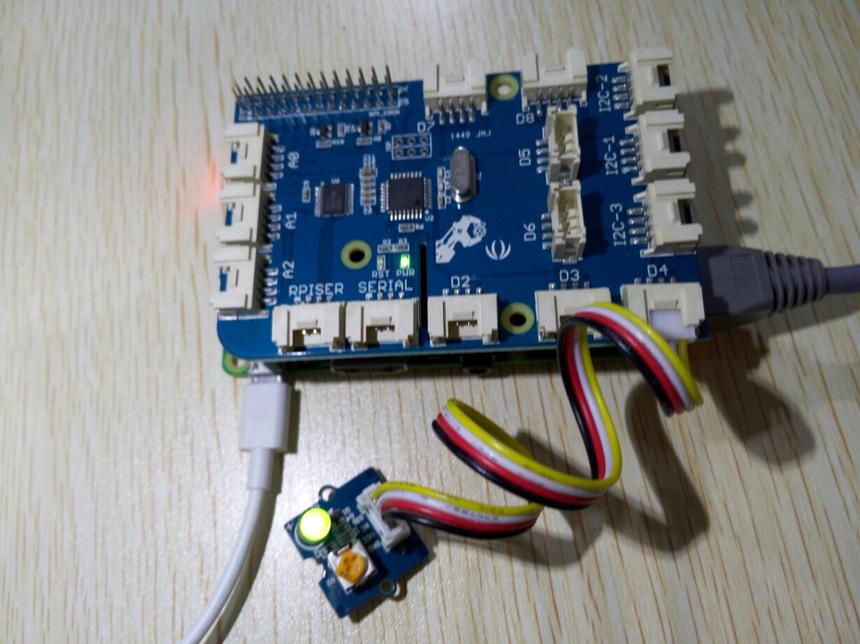 I2C-2
D8
D7
1449 JMJ
D5
I2C-1
A0
A1
D6
I2C-3
A2
RST PWR
RPISER
SERIAL
D2
D3
D4